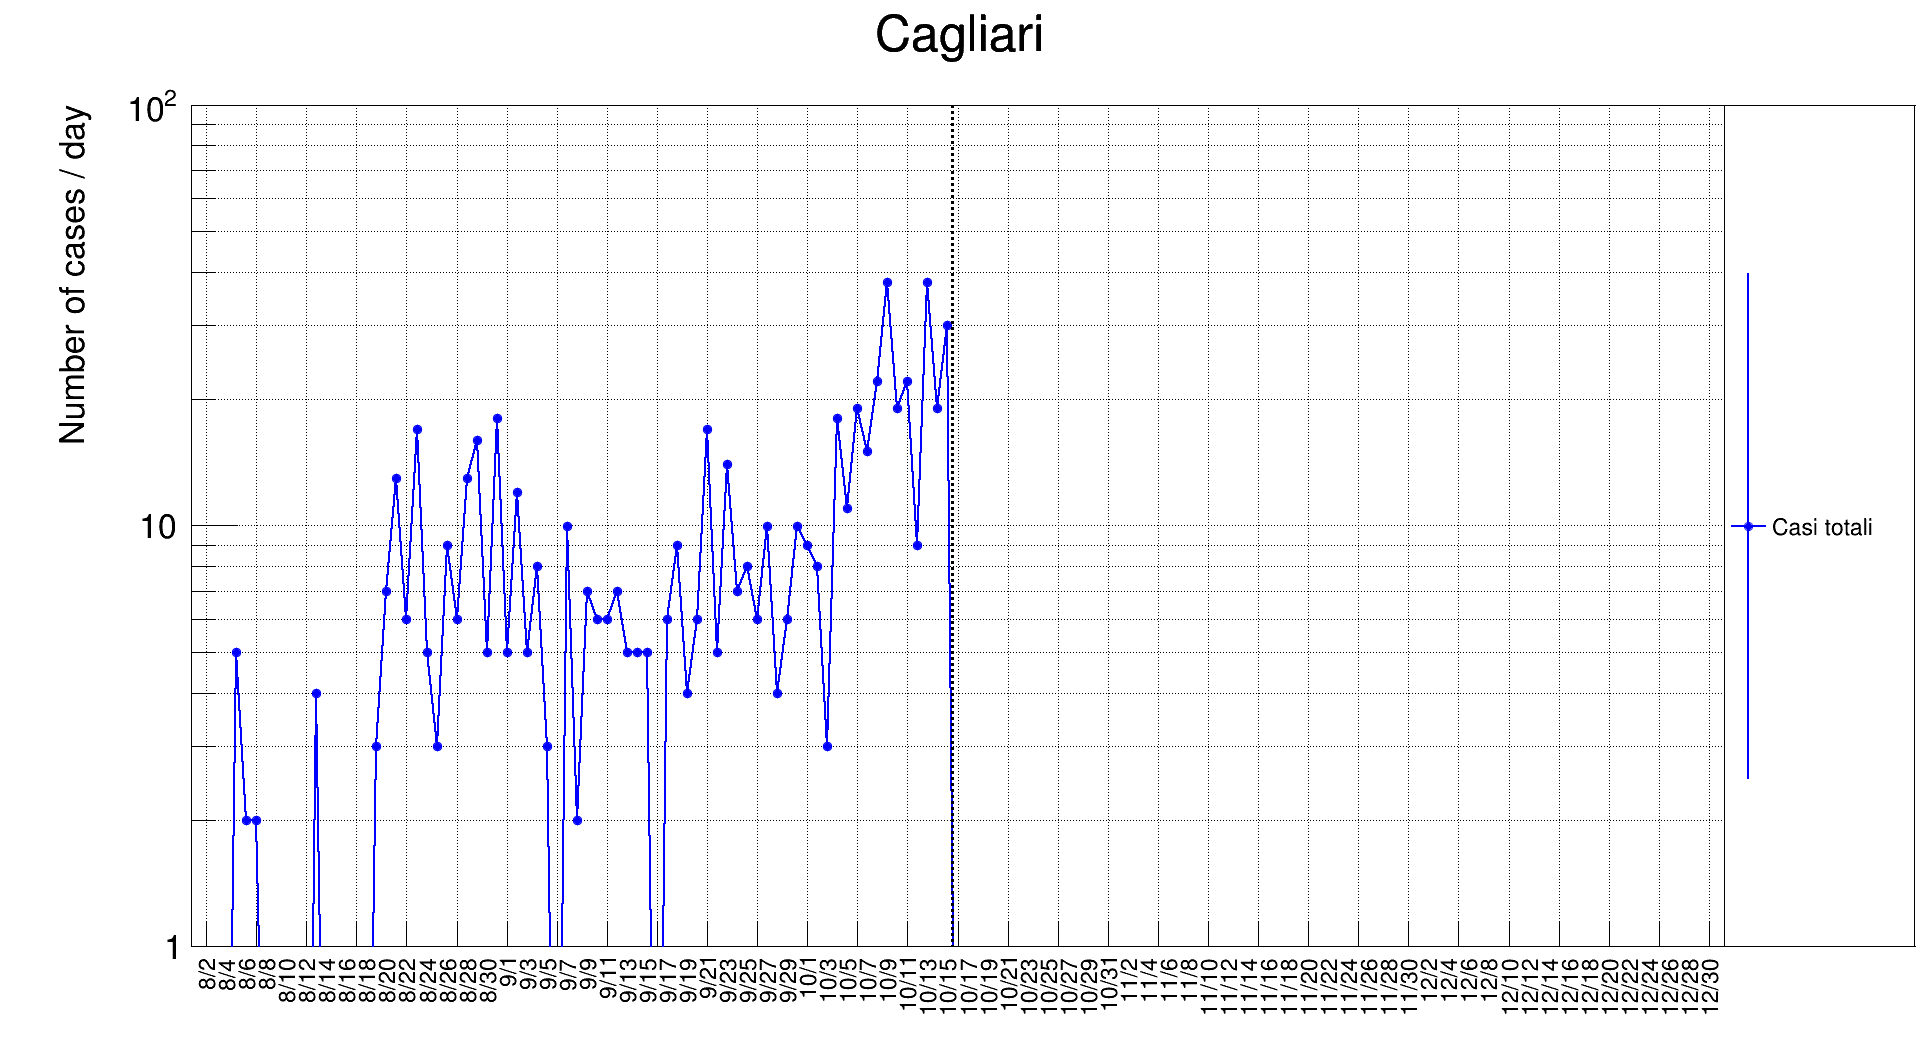 Cagliari
Number of cases / day
10²
10
1
8/2 8/4 8/6 8/8 8/10 8/12 8/14 8/16 8/18 8/20 8/22 8/24 8/26 8/28 8/30 9/1 9/3 9/5 9/7 9/9 9/11 9/13 9/15 9/17 9/19 9/21 9/23 9/25 9/27 9/29 10/1 10/3 10/5 10/7 10/9 10/11 10/13 10/15 10/17 10/19 10/21 10/23 10/25 10/27 10/29 10/31 11/2 11/4 11/6 11/8 11/10 11/12 11/14 11/16 11/18 11/20 11/22 11/24 11/26 11/28 11/30 12/2 12/4 12/6 12/8 12/10 12/12 12/14 12/16 12/18 12/20 12/22 12/24 12/26 12/28 12/30
Casi totali